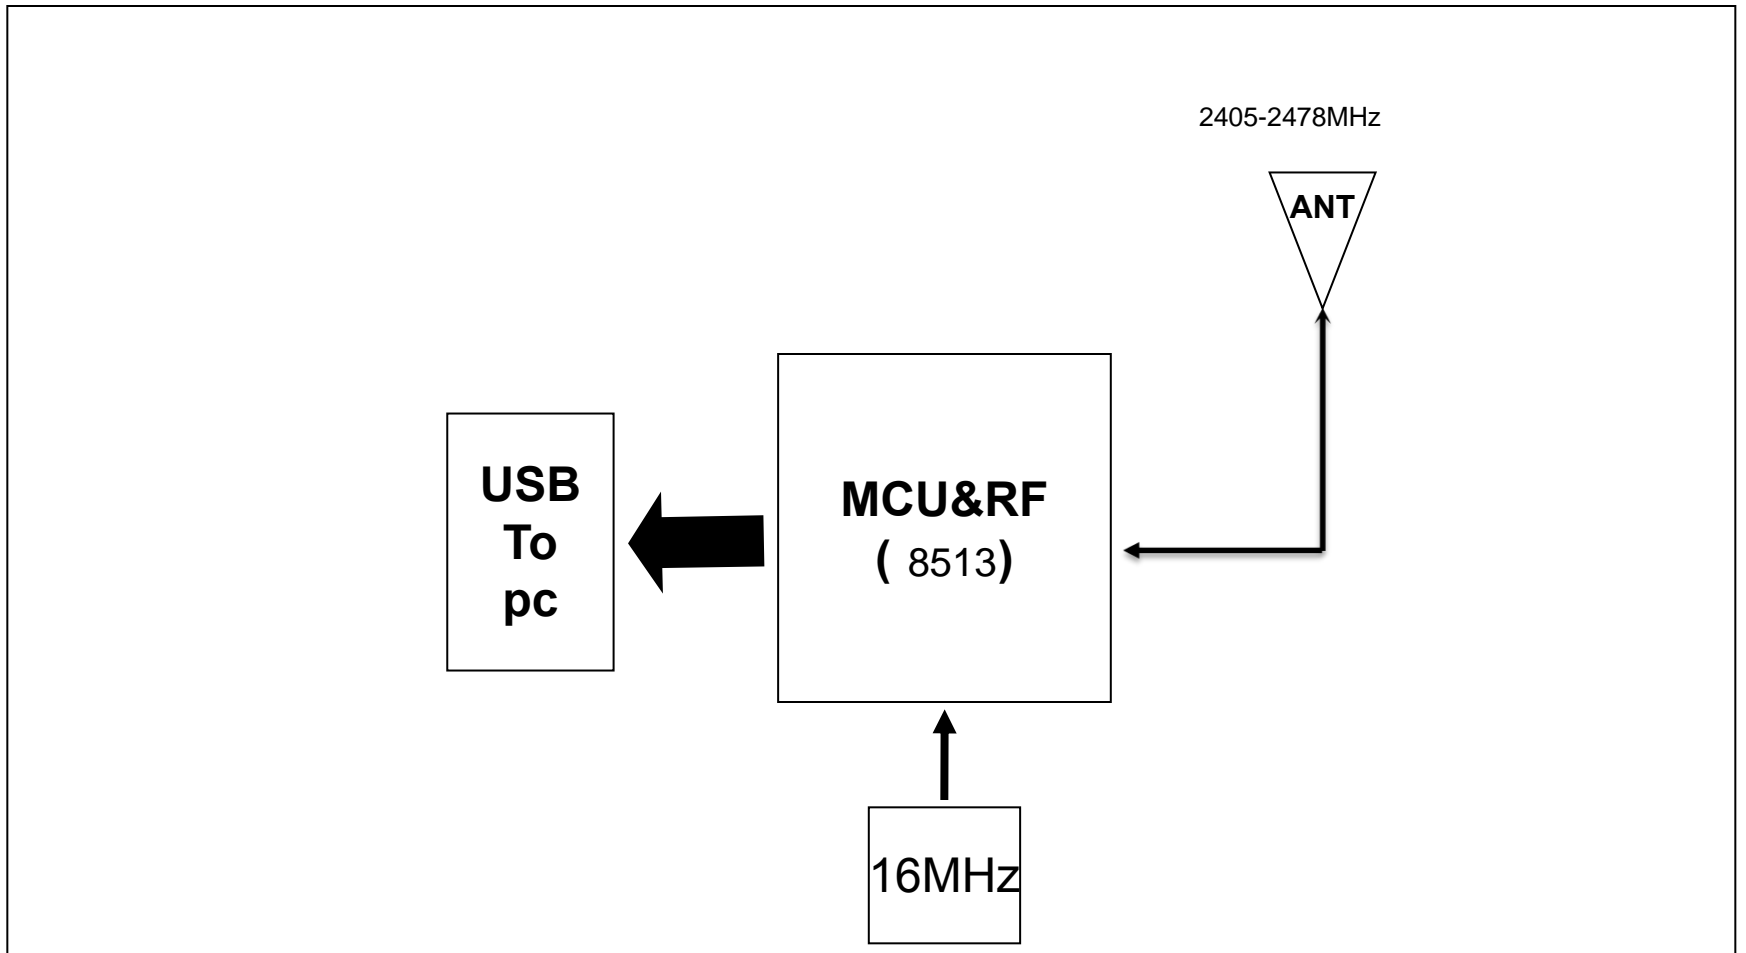 2405-2478MHz
ANT
USB
To
pc
MCU&RF
( 8513)
16MHz